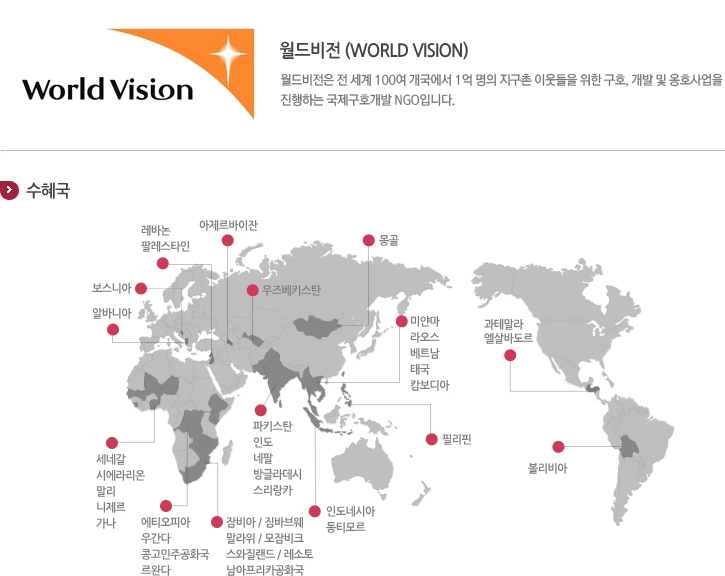 World Vision
월드비전 (WORLD VISION)
월드비전은 전 세계 100여 개국에서 1억 명의 지구촌 이웃들을 위한 구호, 개발 및 옹호사업을
진행하는 국제구호개발 NGO입니다.
수혜국
레바논
팔레스타인
아제르바이잔
몽골
보스니아
우즈베키스탄
알바니아
미얀마
라오스
베트남
태국
캄보디아
과테말라
엘살바도르
파키스탄
인도
네팔
방글라데시
스리랑카
필리핀
볼리비아
세네갈
시에라리온
말리
니제르
가나
에티오피아
우간다
콩고민주공화국
르완다
잠비아 / 짐바브웨
말라위 / 모잠비크
스와질랜드 / 레소토
남아프리카공화국
인도네시아
동티모르